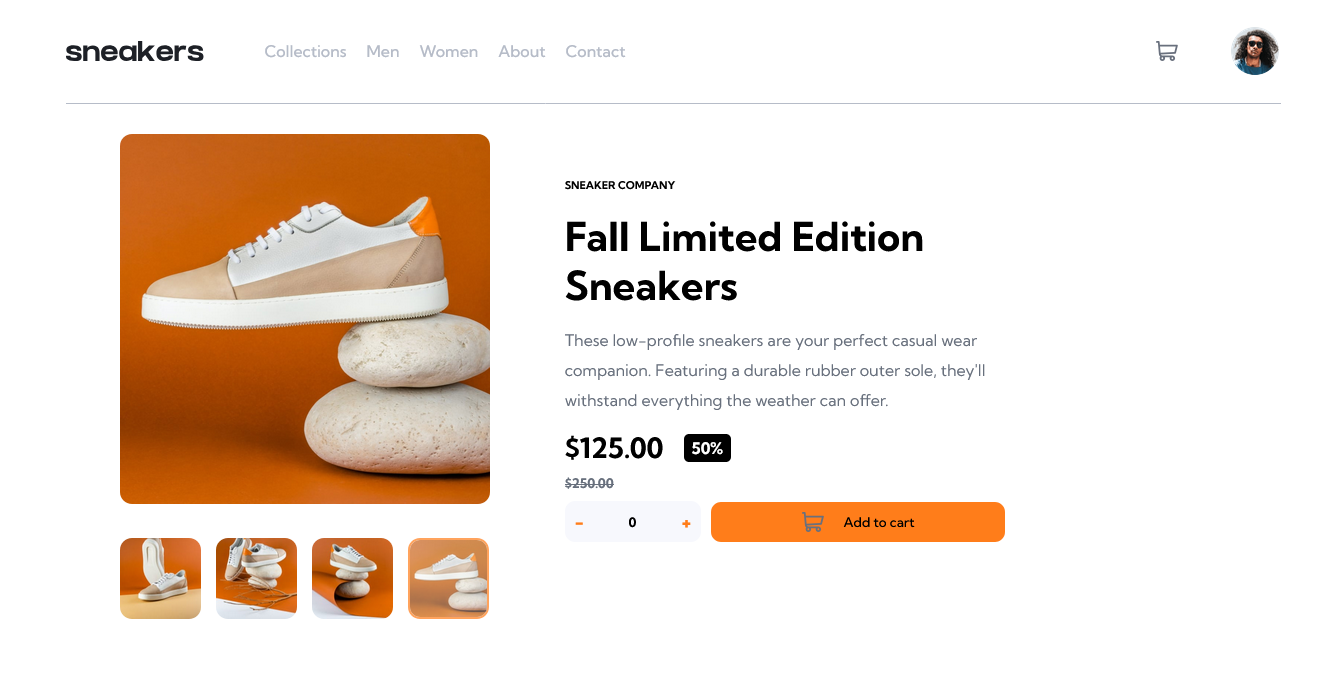 sneakers
Collections Men Women About Contact
SNEAKER COMPANY
Fall Limited Edition
Sneakers
These low-profile sneakers are your perfect casual wear
companion. Featuring a durable rubber outer sole, they'll
withstand everything the weather can offer.
$125.00 50%
$250.00
- 0 + Add to cart